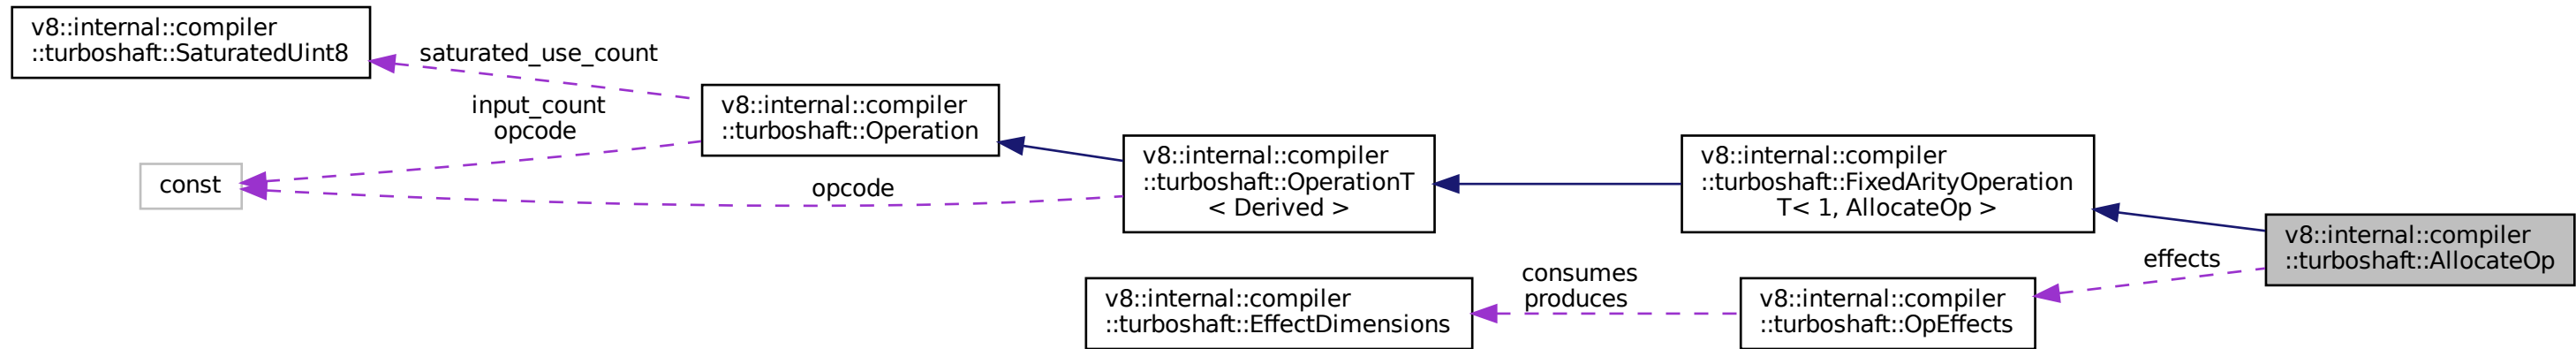 v8::internal::compiler
::turboshaft::SaturatedUint8
saturated_use_count
input_count
opcode
v8::internal::compiler
::turboshaft::Operation
const
opcode
v8::internal::compiler
::turboshaft::OperationT
< Derived >
v8::internal::compiler
::turboshaft::FixedArityOperation
T< 1, AllocateOp >
v8::internal::compiler
::turboshaft::AllocateOp
effects
v8::internal::compiler
::turboshaft::EffectDimensions
consumes
produces
v8::internal::compiler
::turboshaft::OpEffects